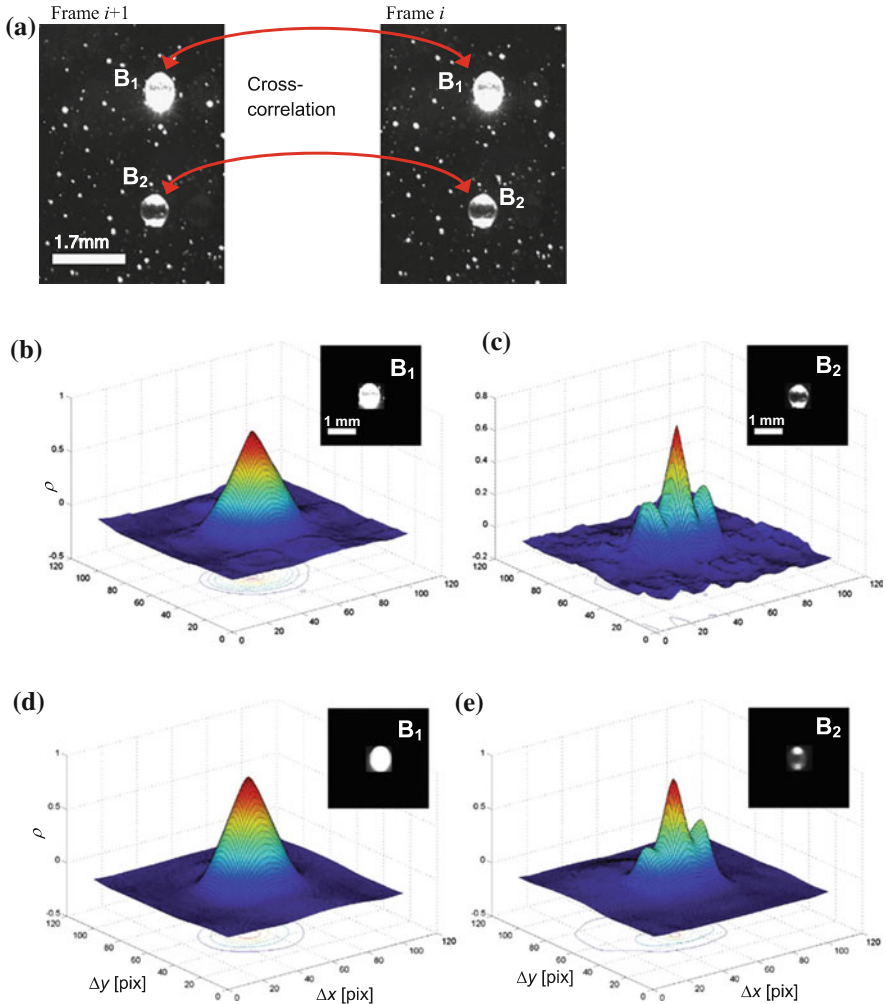 Frame i+1
Frame i
(a)
B1
Cross-
correlation
B1
B2
B2
1.7mm
(b)
B1
1 mm
1
0.5
0
-0.5
ρ
120
100
80
60
40
20
0
0
20
40
60
80
100
120
(c)
B2
1 mm
0.8
0.6
0.4
0.2
0
-0.2
120
100
80
60
40
20
0
0
20
40
60
80
100
120
(d)
B1
1
0.5
0
-0.5
ρ
120
100
80
60
40
20
0
0
20
40
60
80
100
120
Δy [pix]
Δx [pix]
(e)
B2
1
0.5
0
-0.5
120
100
80
60
40
20
0
0
20
40
60
80
100
120
Δy [pix]
Δx [pix]